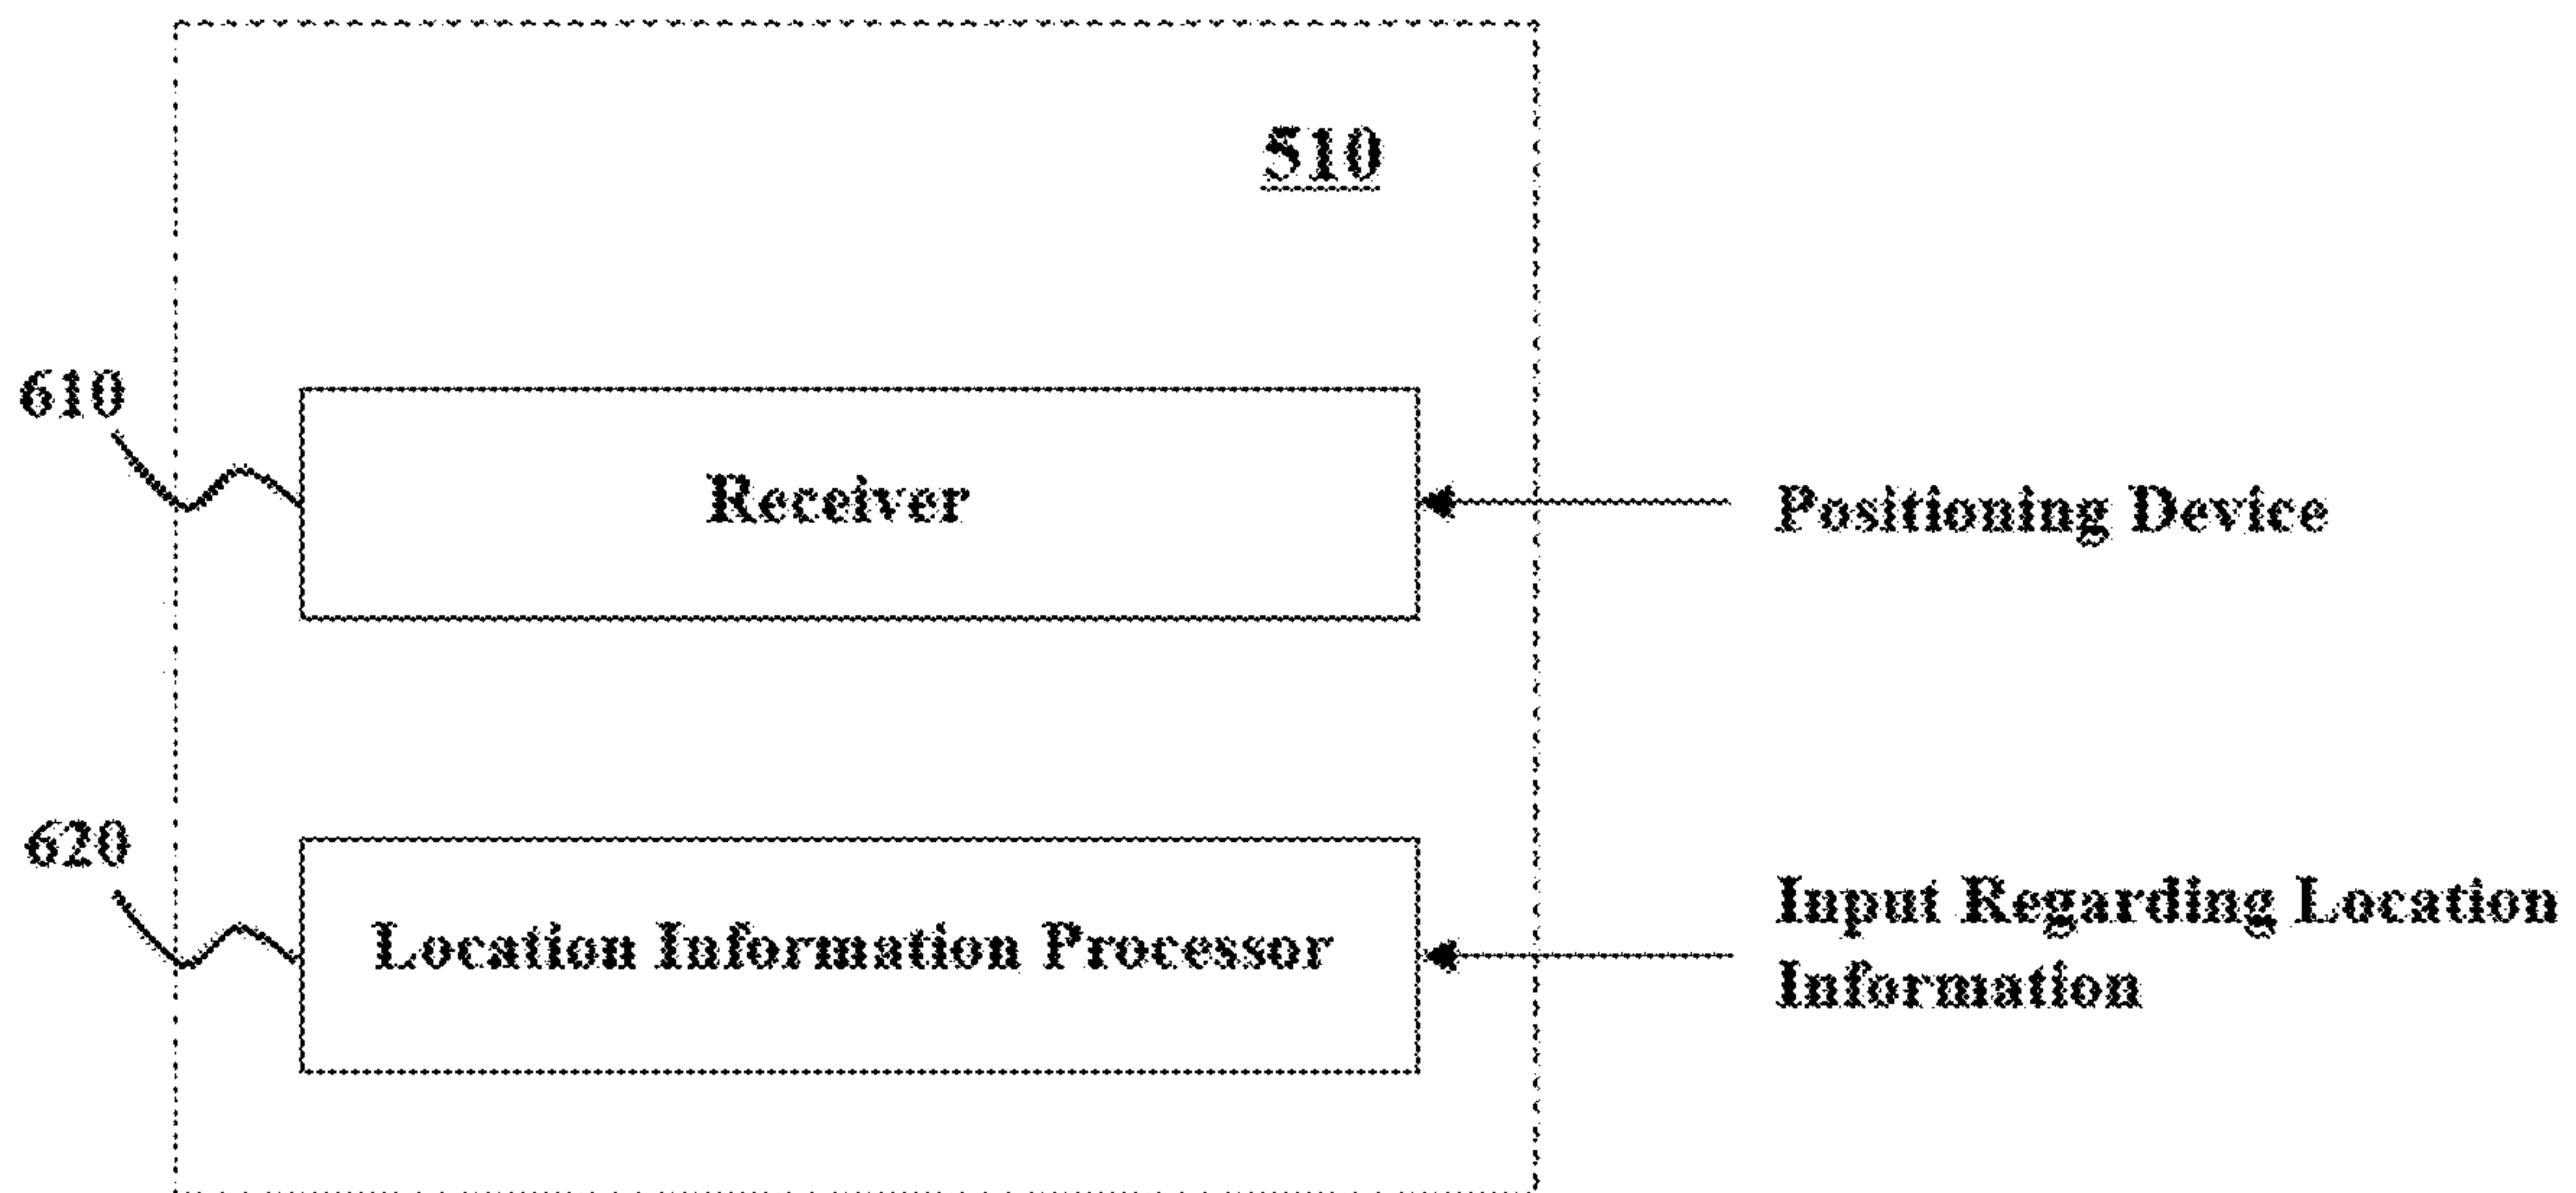 510
610
Receiver
Positioning Device
620
Location Information Processor
Input Regarding Location
Information